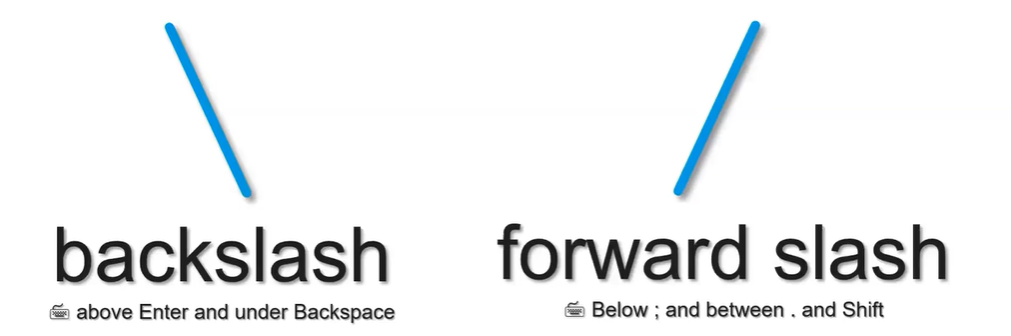 backslash
⌨ above Enter and under Backspace
forward slash
⌨ Below ; and between . and Shift